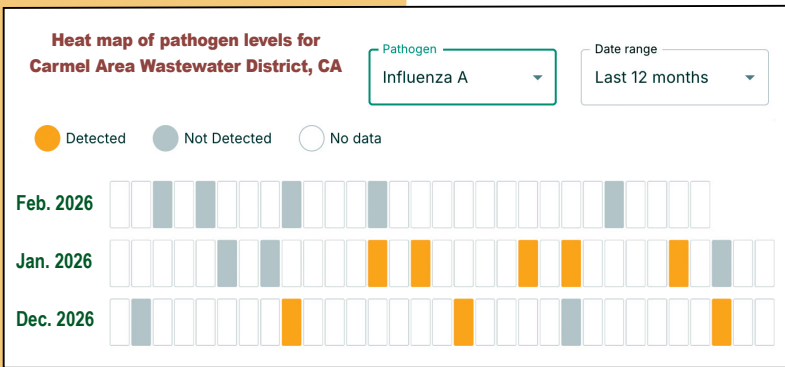 Heat map of pathogen levels for
Carmel Area Wastewater District, CA
Pathogen
Influenza A
Date range
Last 12 months
Detected
Not Detected
No data
Feb. 2026
Jan. 2026
Dec. 2026